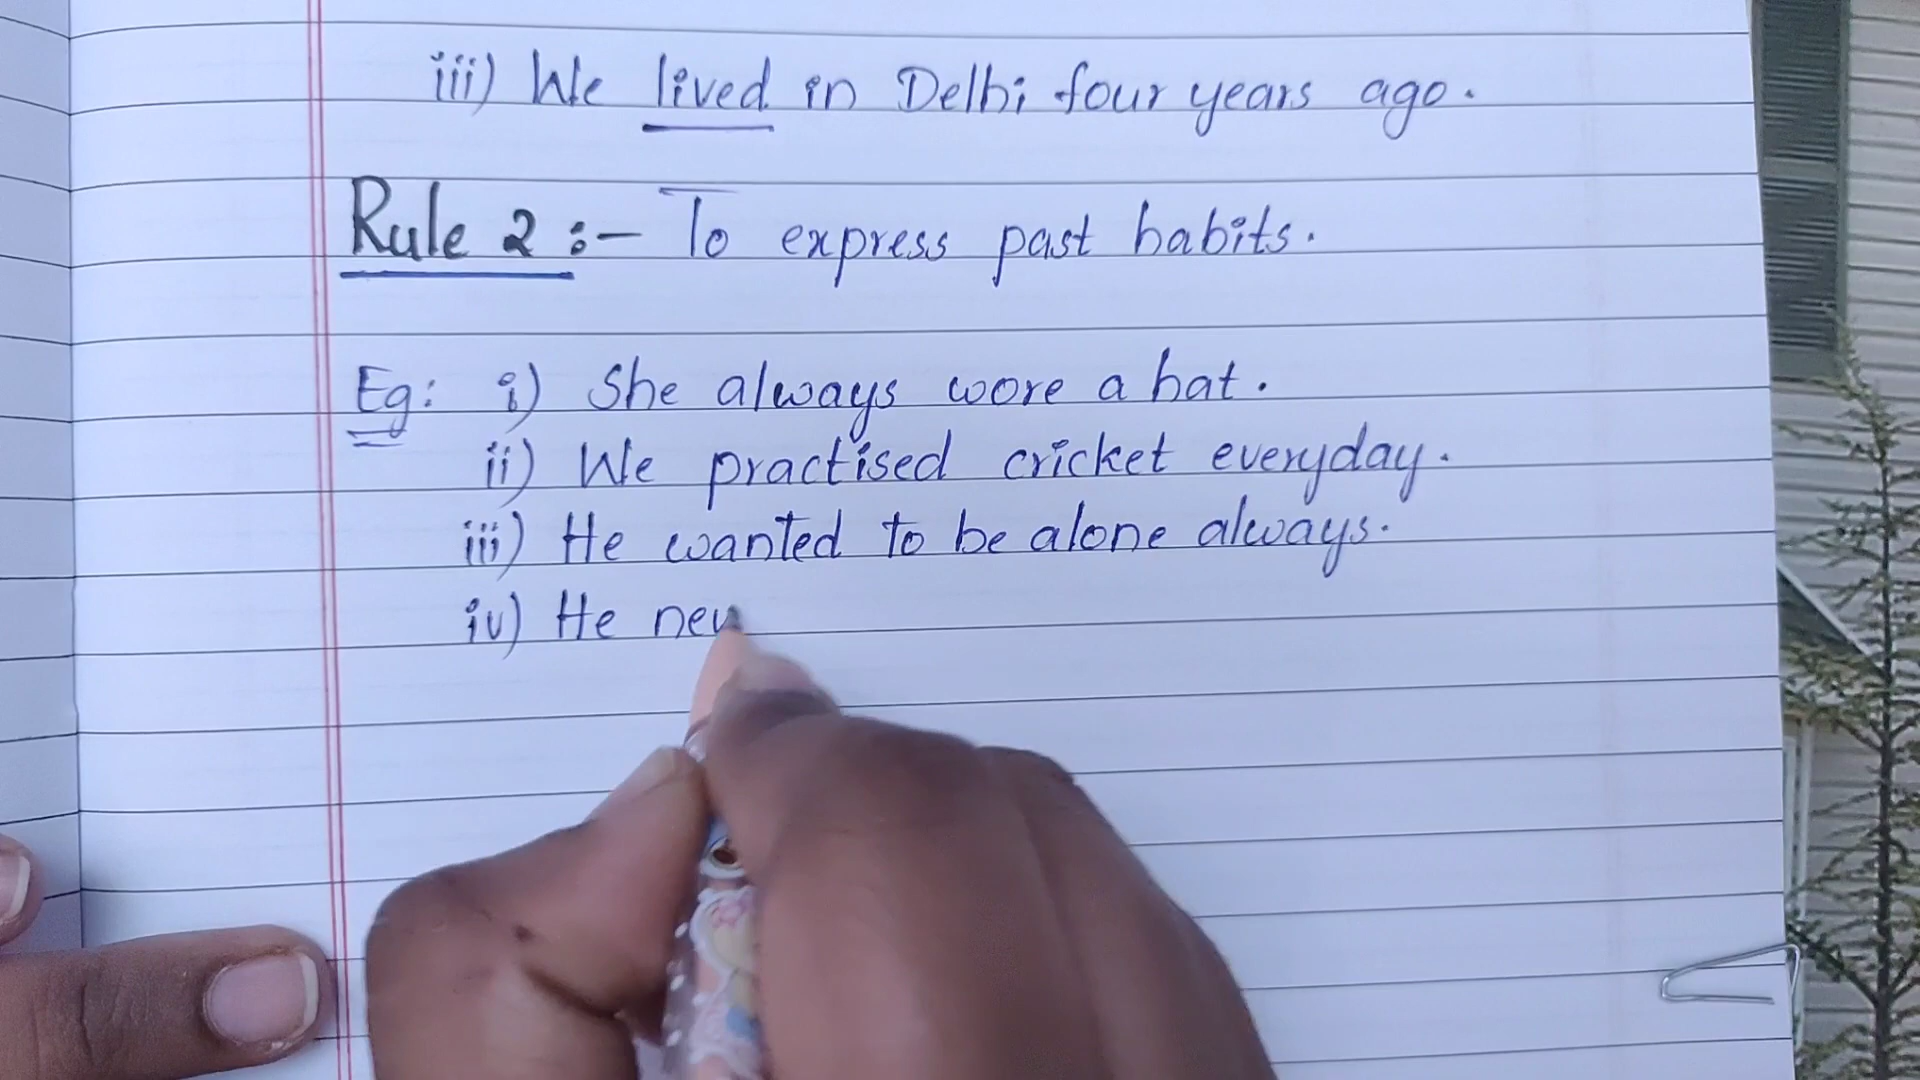 iii) We lived in Delhi four years ago.
Rule 2 :- To express past habits.
Eg: i) She always wore a hat.
ii) We practised cricket everyday.
iii) He wanted to be alone always.
iv) He nev